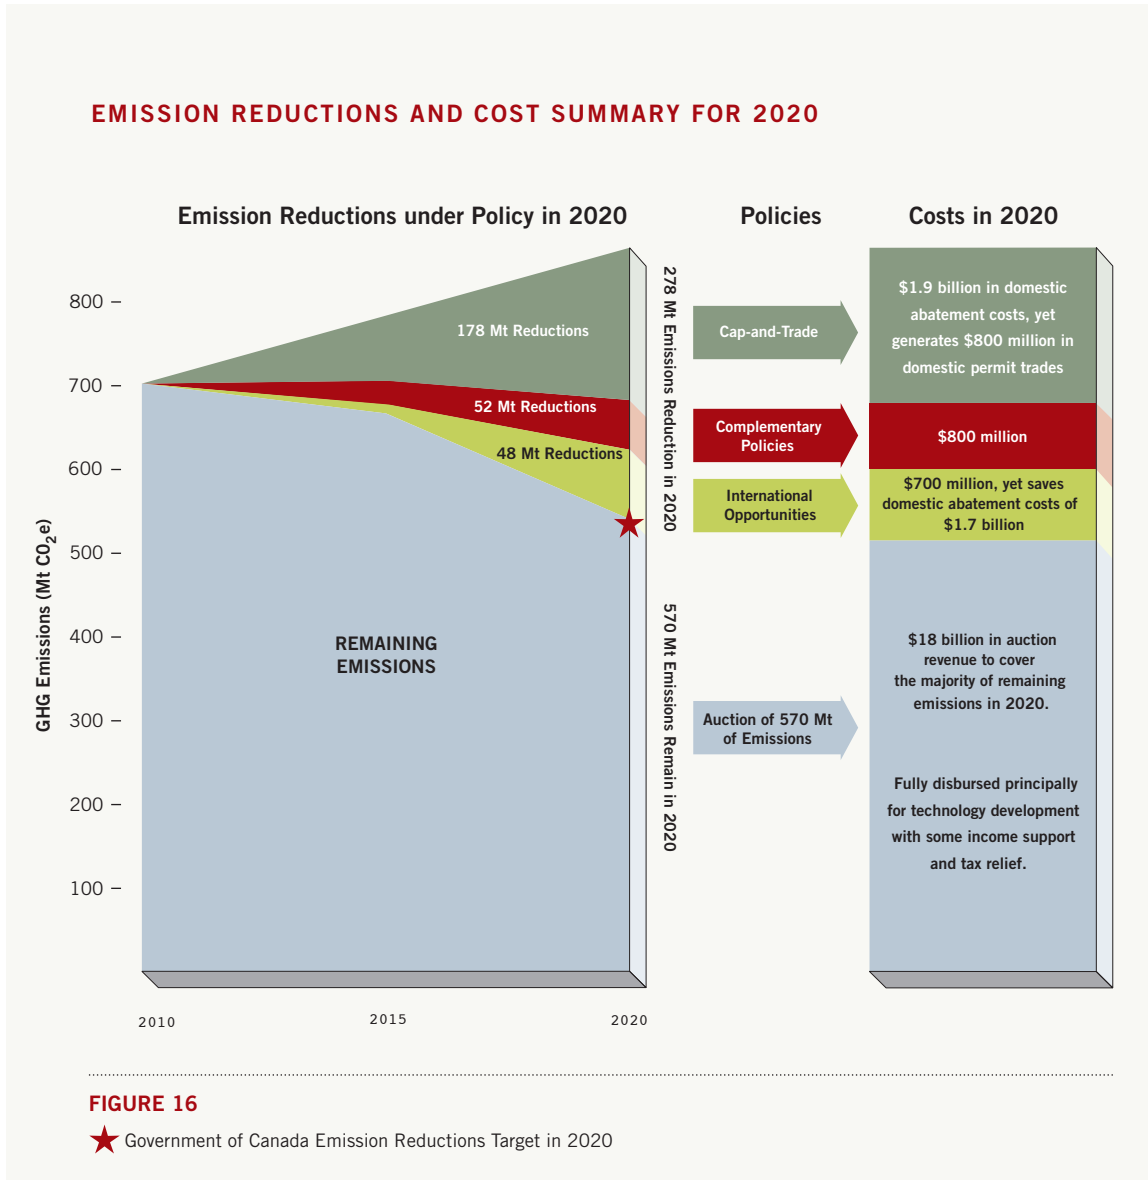 EMISSION REDUCTIONS AND COST SUMMARY FOR 2020
Emission Reductions under Policy in 2020
Policies
Costs in 2020
GHG Emissions (Mt CO2e)
800
700
600
500
400
300
200
100
178 Mt Reductions
52 Mt Reductions
48 Mt Reductions
REMAINING
EMISSIONS
2010
2015
2020
278 Mt Emissions Reduction in 2020
570 Mt Emissions Remain in 2020
Cap-and-Trade
Complementary
Policies
International
Opportunities
Auction of 570 Mt
of Emissions
$1.9 billion in domestic
abatement costs, yet
generates $800 million in
domestic permit trades
$800 million
$700 million, yet saves
domestic abatement costs of
$1.7 billion
$18 billion in auction
revenue to cover
the majority of remaining
emissions in 2020.
Fully disbursed principally
for technology development
with some income support
and tax relief.
FIGURE 16
Government of Canada Emission Reductions Target in 2020